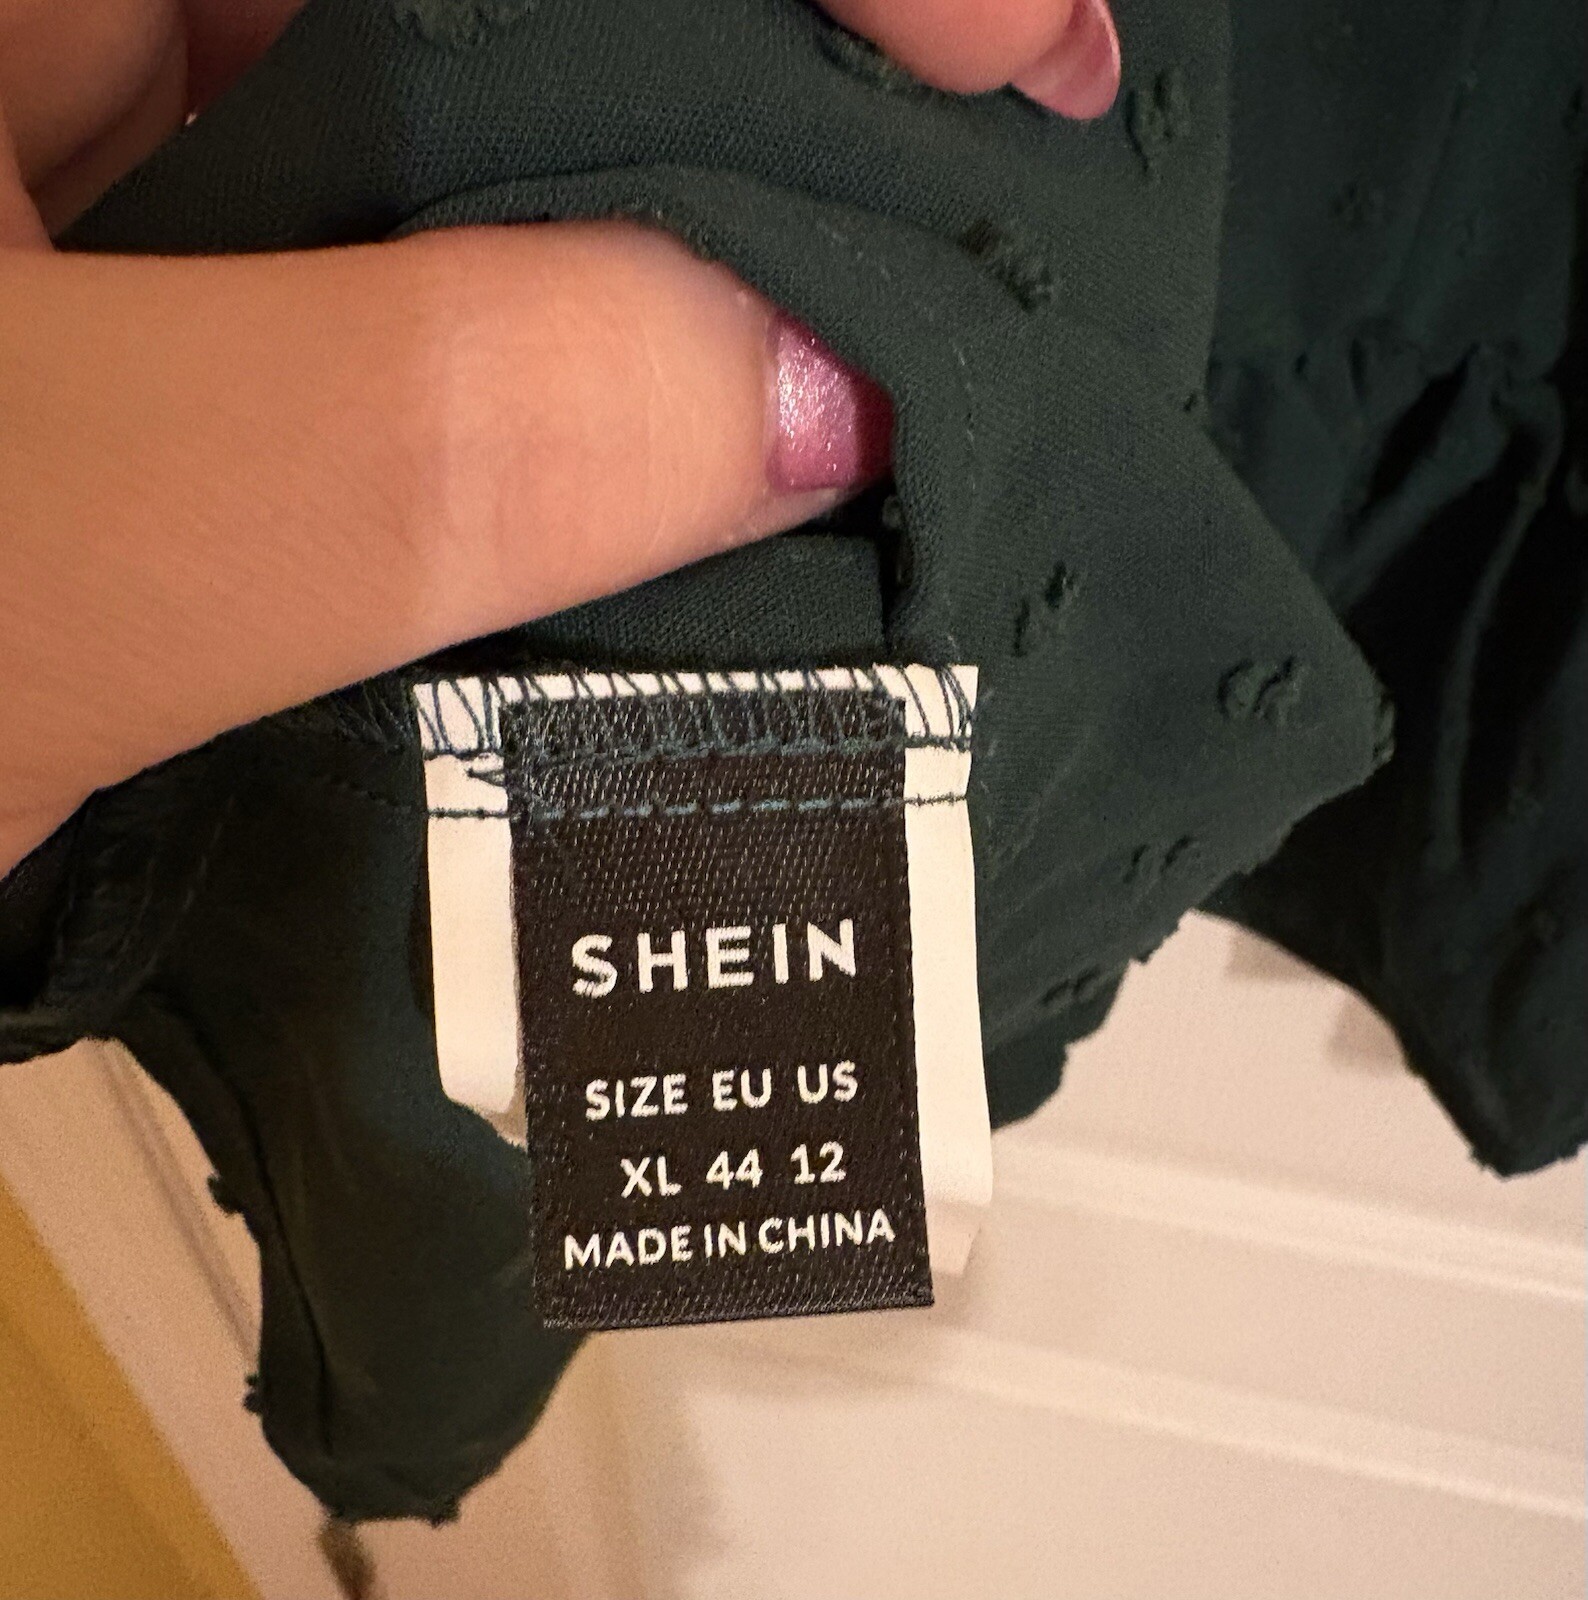 SHEIN
SIZE EU US
XL 44 12
MADE IN CHINA